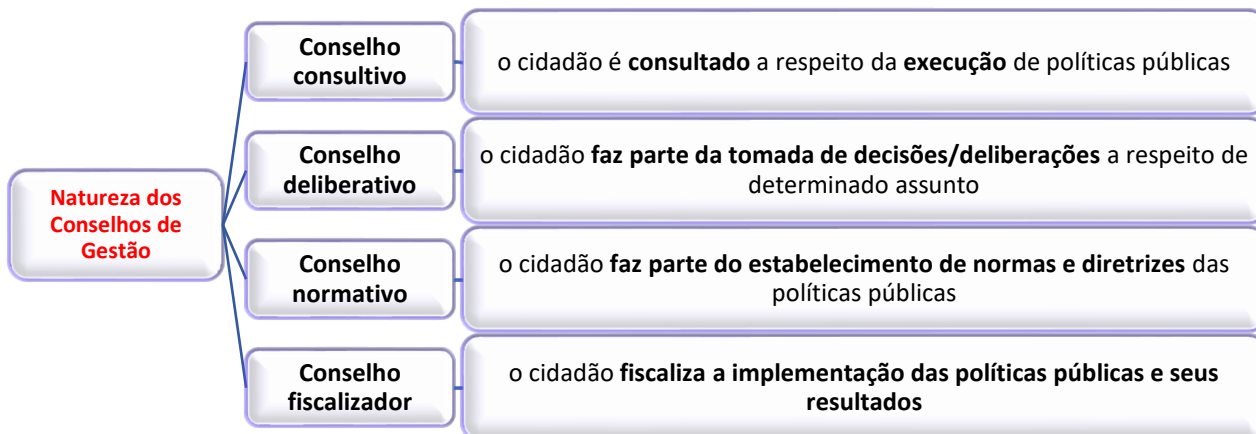 Natureza dos
Conselhos de
Gestão
Conselho
consultivo
o cidadão é consultado a respeito da execução de políticas públicas
Conselho
deliberativo
o cidadão faz parte da tomada de decisões/deliberações a respeito de
determinado assunto
Conselho
normativo
o cidadão faz parte do estabelecimento de normas e diretrizes das
políticas públicas
Conselho
fiscalizador
o cidadão fiscaliza a implementação das políticas públicas e seus
resultados